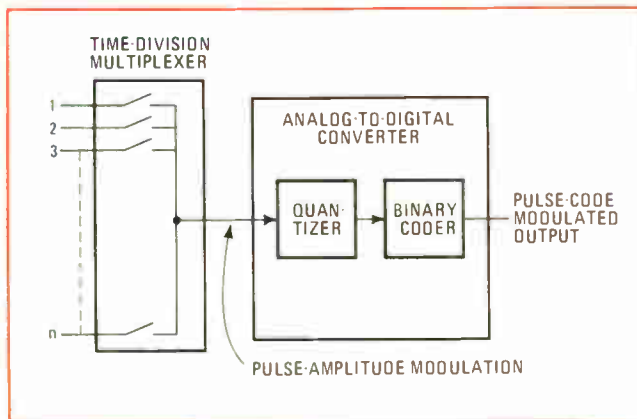 TIME-DIVISION
MULTIPLEXER
1
2
3
n
ANALOG-TO-DIGITAL
CONVERTER
QUAN-
TIZER
BINARY
CODER
PULSE-CODE
MODULATED
OUTPUT
PULSE-AMPLITUDE MODULATION